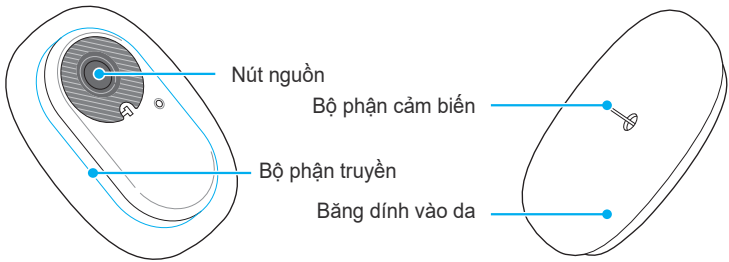 Nút nguồn
Bộ phận cảm biến
Bộ phận truyền
Băng dính vào da